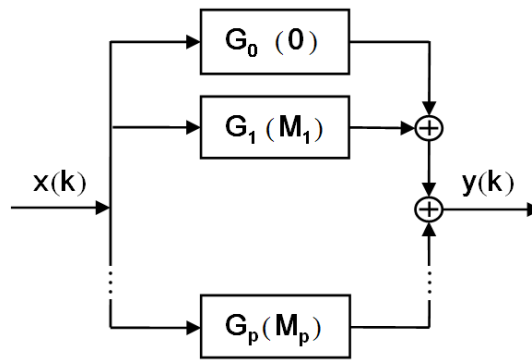 G₀ (0)
G₁(M₁)
x(k)
y(k)
Gₚ(Mₚ)